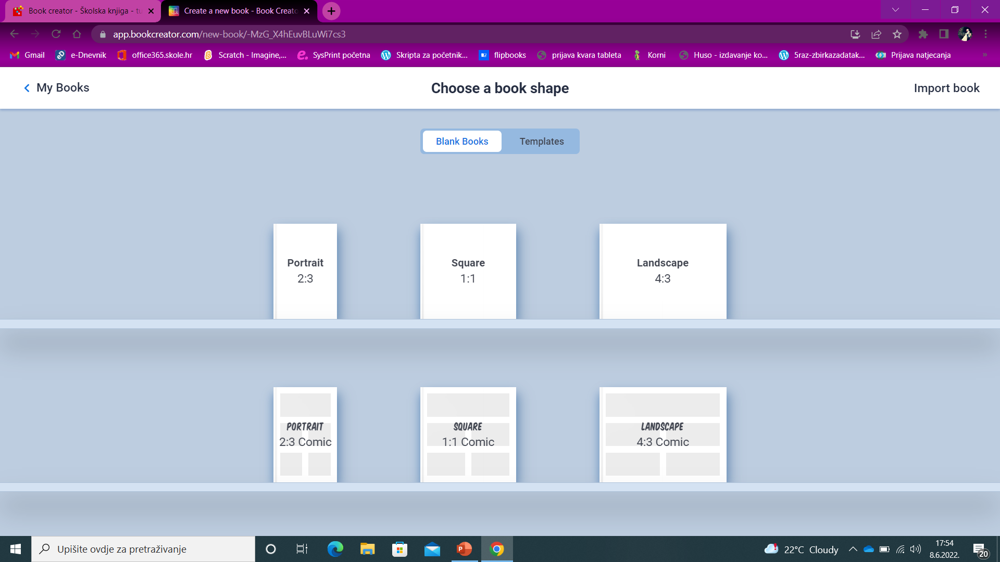 Book creator - Školska knjiga - tu
Create a new book - Book Creato
app.bookcreator.com/new-book/-MzG_X4hEuvBLuWi7cs3
Gmail e-Dnevnik office365.skole.hr Scratch - Imagine,... SysPrint početna Skripta za početnik... flipbooks prijava kvara tableta Korni Huso - izdavanje ko... 5raz-zbirkazadatak... Prijava natjecanja »
My Books
Choose a book shape
Import book
Blank Books Templates
Portrait
2:3
Square
1:1
Landscape
4:3
PORTRAIT
2:3 Comic
SQUARE
1:1 Comic
LANDSCAPE
4:3 Comic
Upišite ovdje za pretraživanje
22°C Cloudy
17:54
8.6.2022.
20